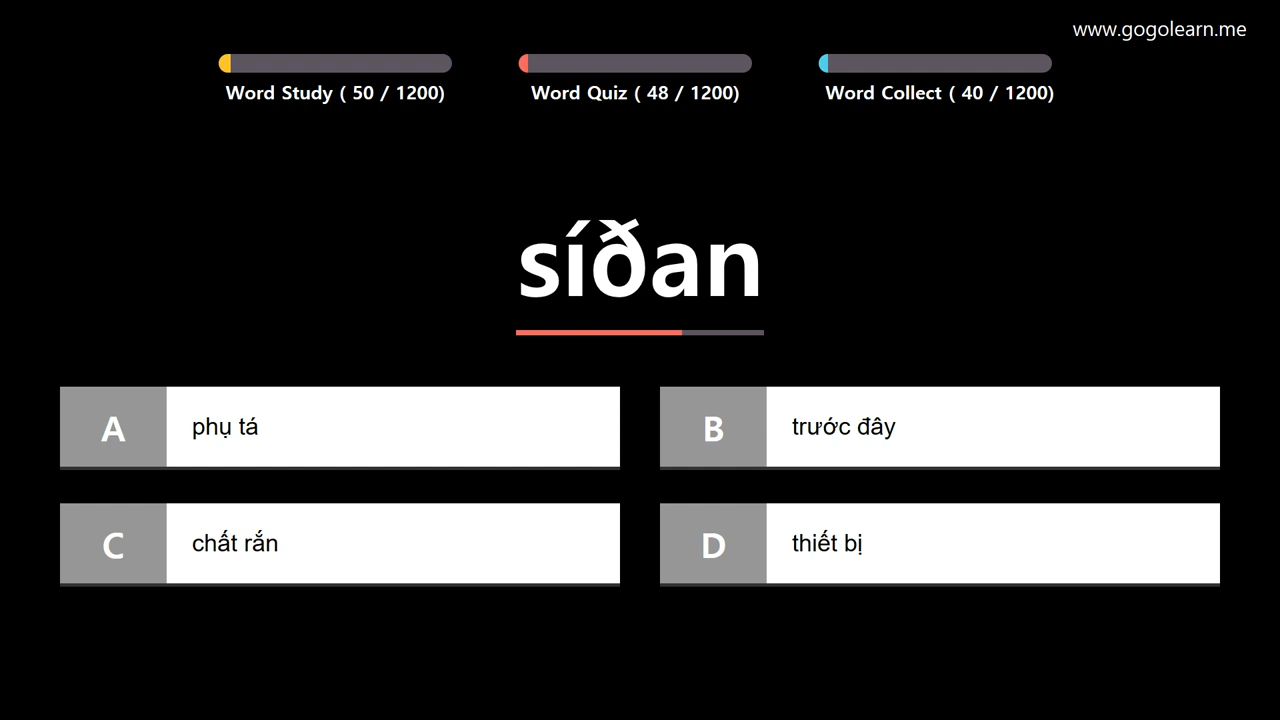 www.gogolearn.me
Word Study ( 50 / 1200)
Word Quiz ( 48 / 1200)
Word Collect ( 40 / 1200)
síðan
A phụ tá
B trước đây
C chất rắn
D thiết bị